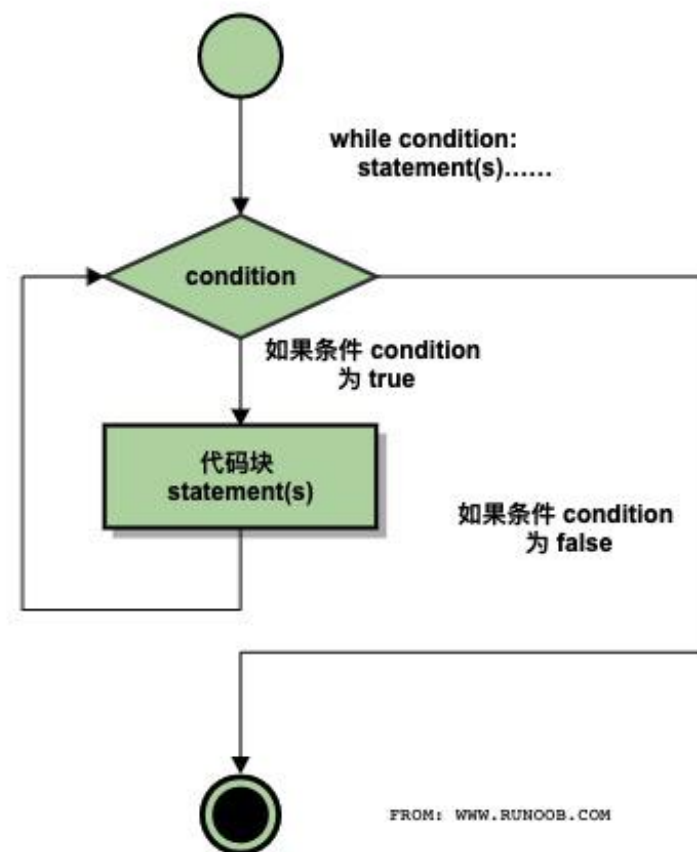 while condition:
statement(s)......
condition
如果条件 condition
为 true
代码块
statement(s)
如果条件 condition
为 false
FROM: WWW.RUNOOB.COM